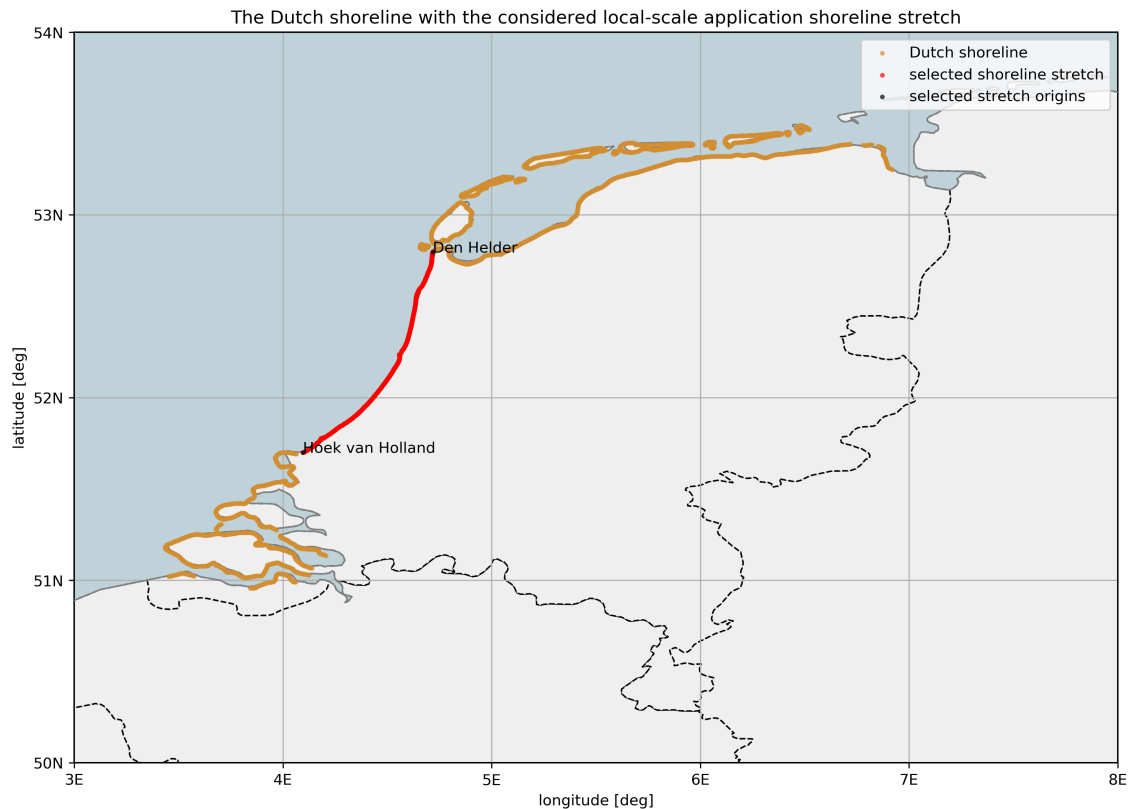 The Dutch shoreline with the considered local-scale application shoreline stretch
54N
Dutch shoreline
selected shoreline stretch
selected stretch origins
53N
Den Helder
52N
latitude [deg]
Hoek van Holland
51N
50N
3E 4E 5E 6E 7E 8E
longitude [deg]